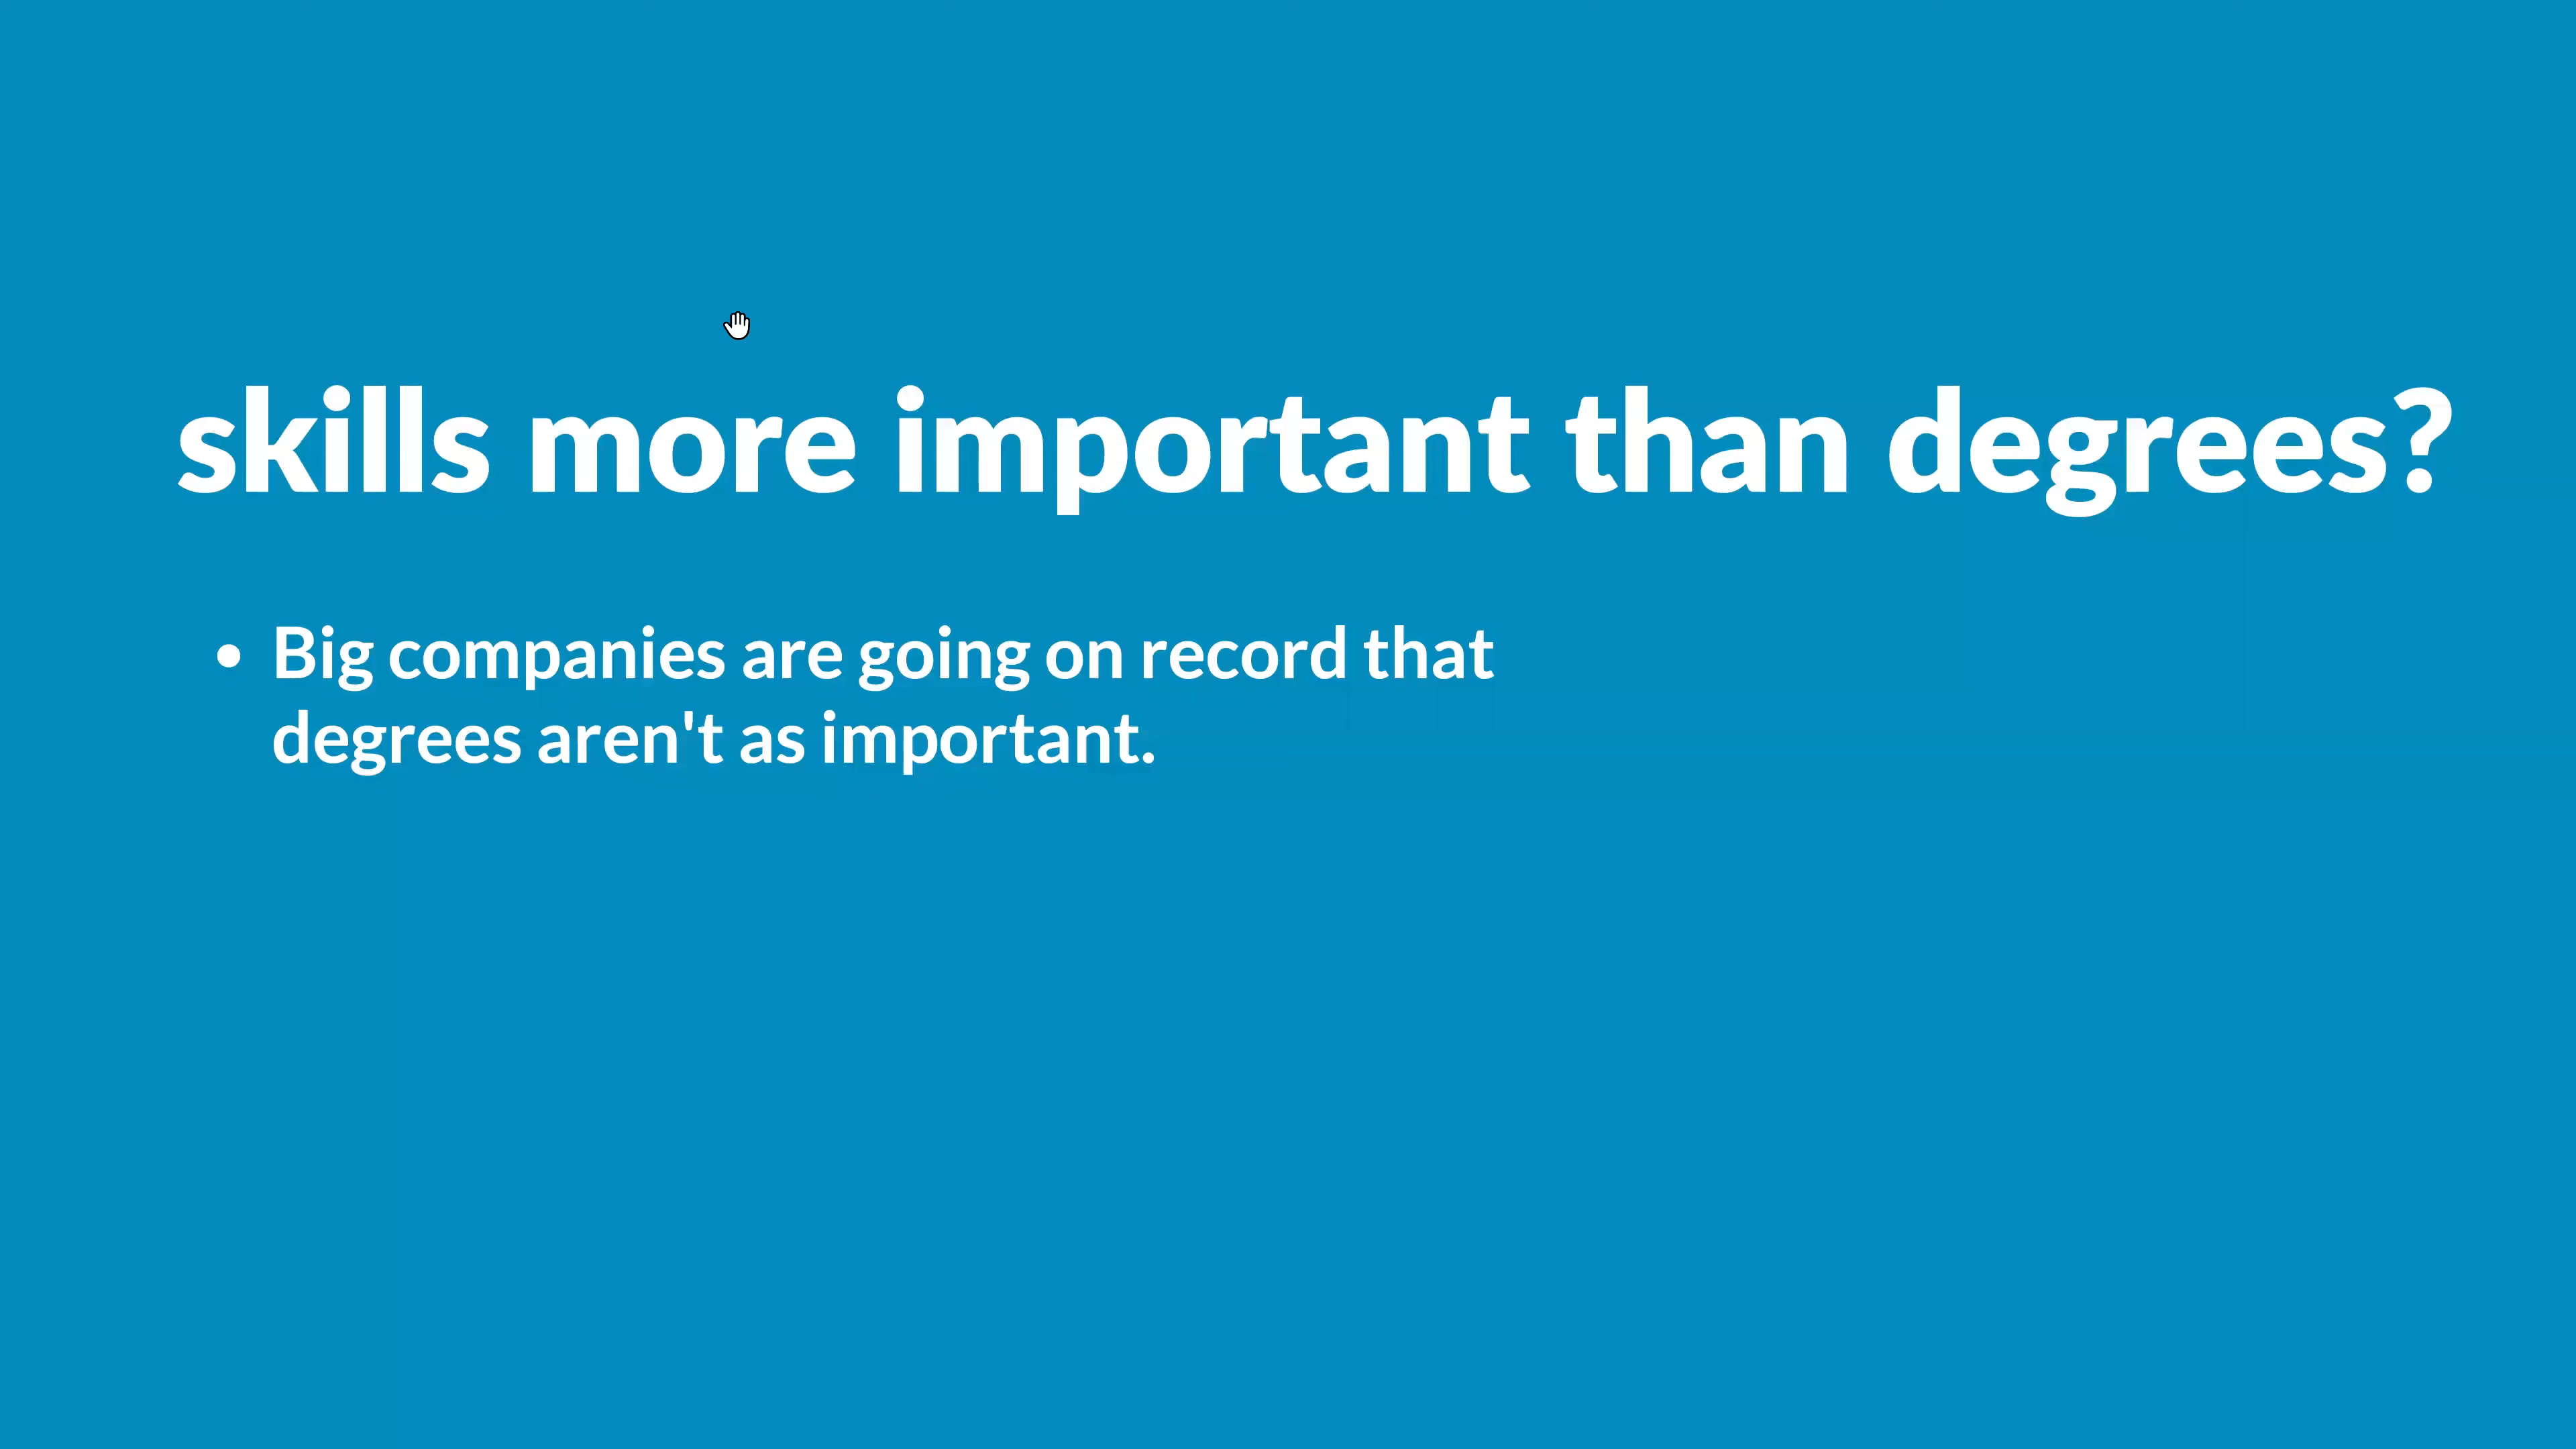 skills more important than degrees?
• Big companies are going on record that
degrees aren't as important.